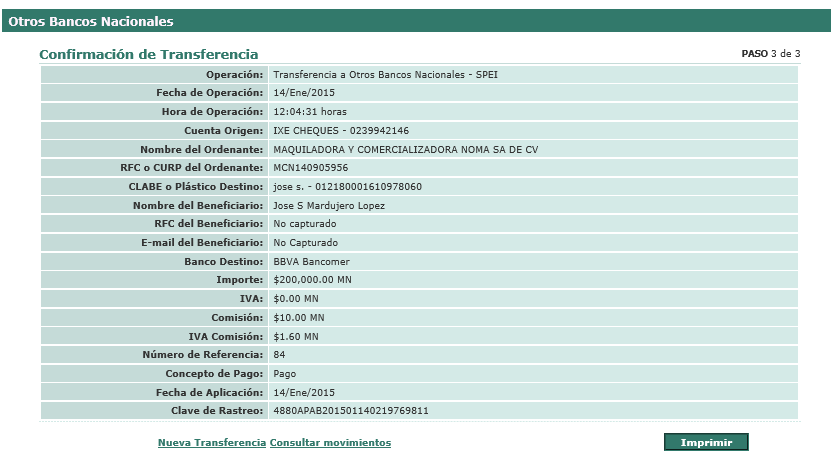 Otros Bancos Nacionales
Confirmación de Transferencia PASO 3 de 3
Operación: Transferencia a Otros Bancos Nacionales - SPEI
Fecha de Operación: 14/Ene/2015
Hora de Operación: 12:04:31 horas
Cuenta Origen: IXE CHEQUES - 0239942146
Nombre del Ordenante: MAQUILADORA Y COMERCIALIZADORA NOMA SA DE CV
RFC o CURP del Ordenante: MCN140905956
CLABE o Plástico Destino: jose s. - 012180001610978060
Nombre del Beneficiario: Jose S Mardujero Lopez
RFC del Beneficiario: No capturado
E-mail del Beneficiario: No Capturado
Banco Destino: BBVA Bancomer
Importe: $200,000.00 MN
IVA: $0.00 MN
Comisión: $10.00 MN
IVA Comisión: $1.60 MN
Número de Referencia: 84
Concepto de Pago: Pago
Fecha de Aplicación: 14/Ene/2015
Clave de Rastreo: 4880APAB201501140219769811
Nueva Transferencia Consultar movimientos Imprimir